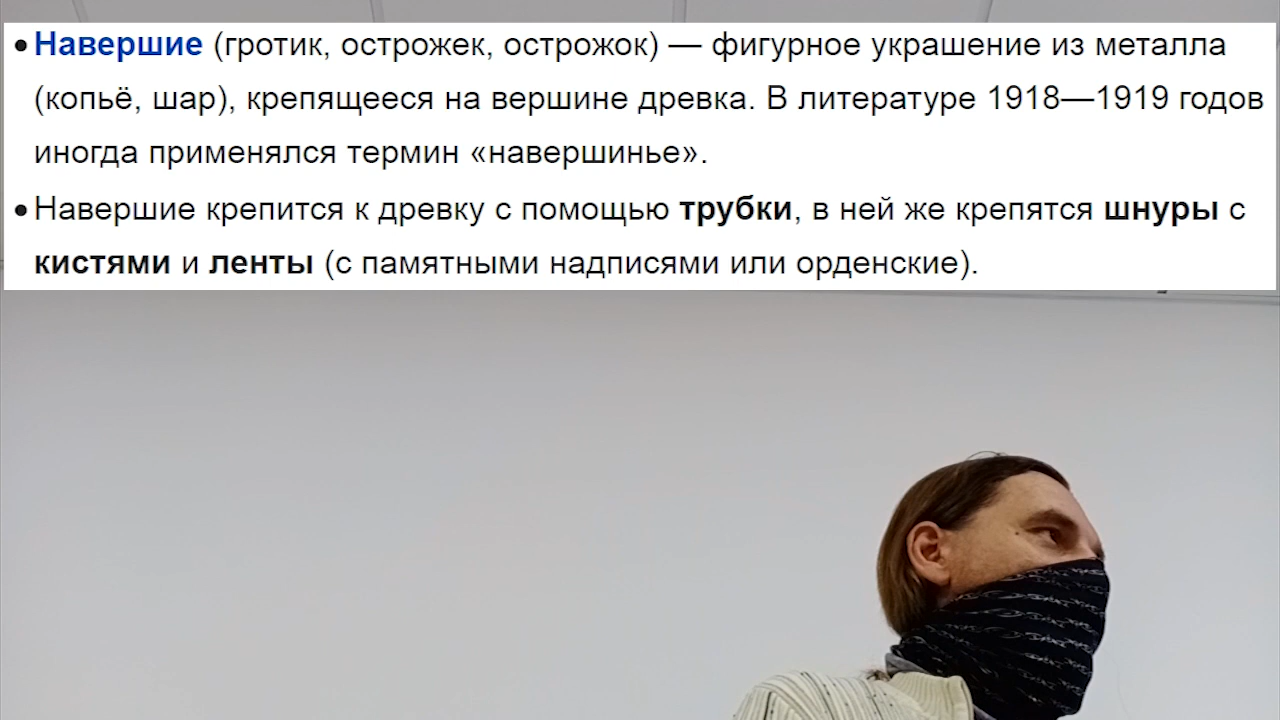 • Навершие (гротик, острожек, острожок) — фигурное украшение из металла
(копьё, шар), крепящееся на вершине древка. В литературе 1918—1919 годов
иногда применялся термин «навершинье».
• Навершие крепится к древку с помощью трубки, в ней же крепятся шнуры с
кистями и ленты (с памятными надписями или орденские).